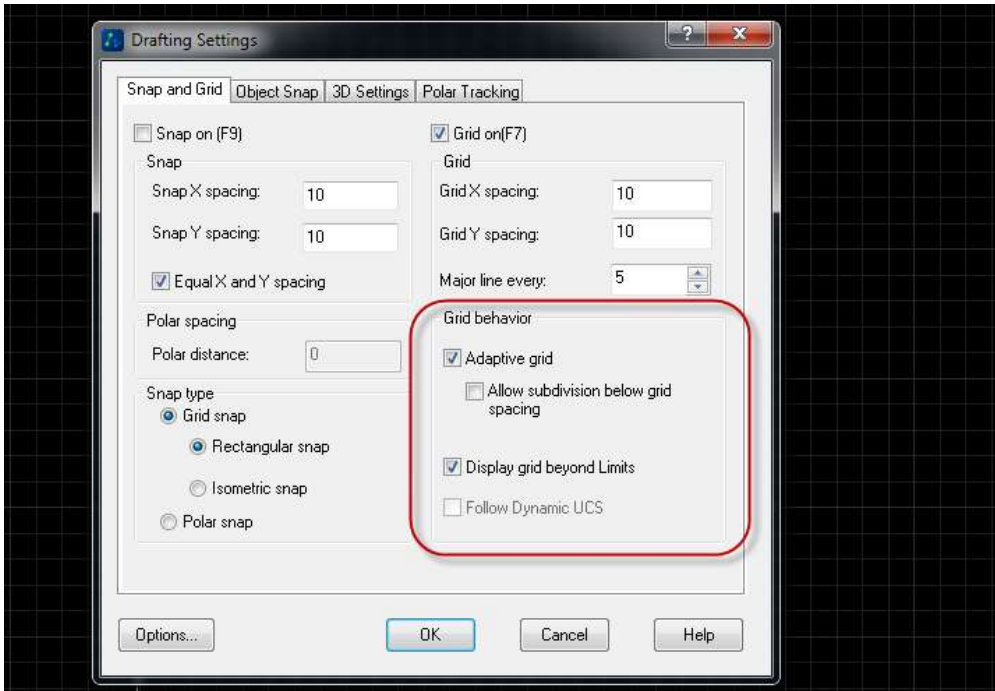 Drafting Settings
?
X
Snap and Grid
Object Snap
3D Settings
Polar Tracking
Snap on (F9)
Snap
Snap X spacing:
10
Snap Y spacing:
10
Equal X and Y spacing
Polar spacing
Polar distance:
0
Snap type
Grid snap
Rectangular snap
Isometric snap
Polar snap
Grid on(F7)
Grid
Grid X spacing:
10
Grid Y spacing:
10
Major line every:
5
Grid behavior
Adaptive grid
Allow subdivision below grid
spacing
Display grid beyond Limits
Follow Dynamic UCS
Options...
OK
Cancel
Help